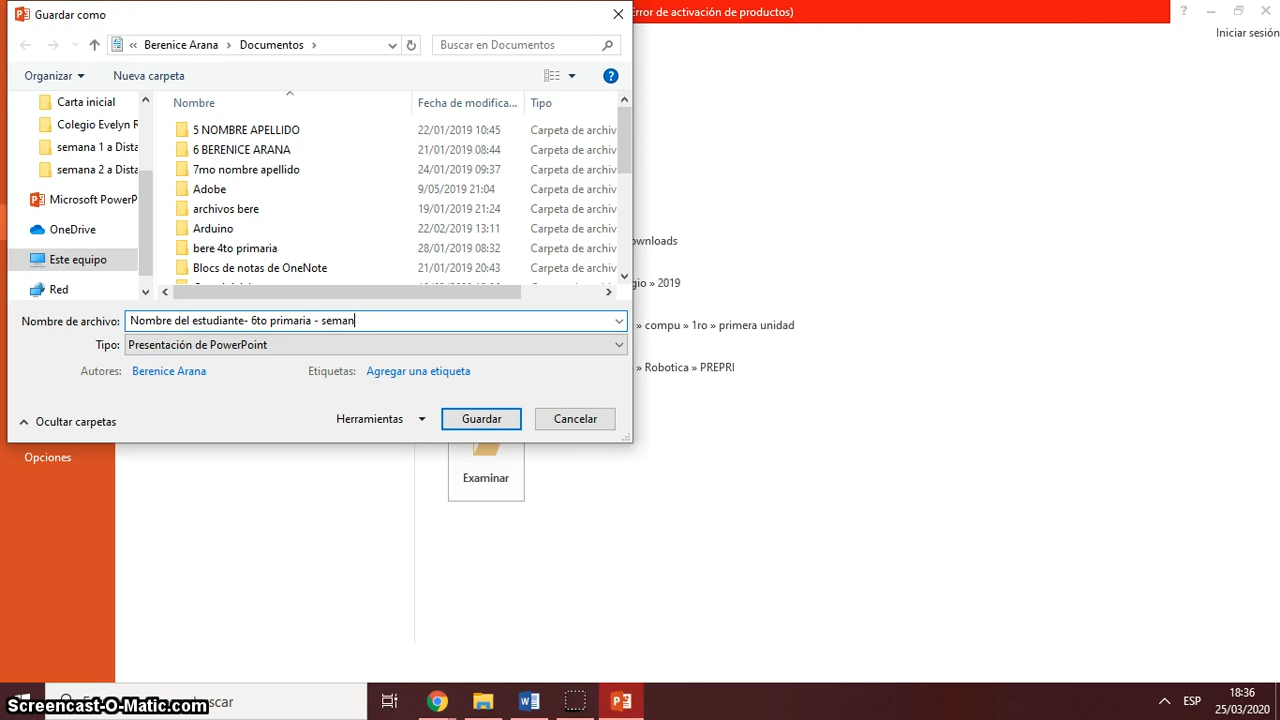 Guardar como
Error de activación de productos)
Iniciar sesión
Berenice Arana
Documentos
Buscar en Documentos
Organizar
Nueva carpeta
Nombre
Fecha de modifica...
Tipo
Carta inicial
Colegio Evelyn R
semana 1 a Dista
semana 2 a Dista
Microsoft PowerP
OneDrive
Este equipo
Red
5 NOMBRE APELLIDO 22/01/2019 10:45 Carpeta de archiv
6 BERENICE ARANA 21/01/2019 08:44 Carpeta de archiv
7mo nombre apellido 24/01/2019 09:37 Carpeta de archiv
Adobe 9/05/2019 21:04 Carpeta de archiv
archivos bere 19/01/2019 21:24 Carpeta de archiv
Arduino 22/02/2019 13:11 Carpeta de archiv
bere 4to primaria 28/01/2019 08:32 Carpeta de archiv
Blocs de notas de OneNote 21/01/2019 20:43 Carpeta de archiv
Nombre de archivo: Nombre del estudiante- 6to primaria - seman
Tipo: Presentación de PowerPoint
Autores: Berenice Arana
Etiquetas: Agregar una etiqueta
Ocultar carpetas
Herramientas
Guardar
Cancelar
ownloads
gio » 2019
» compu » 1ro » primera unidad
» Robotica » PREPRI
Opciones
Examinar
Screencast-O-Matic.com
buscar
ESP
18:36
25/03/2020